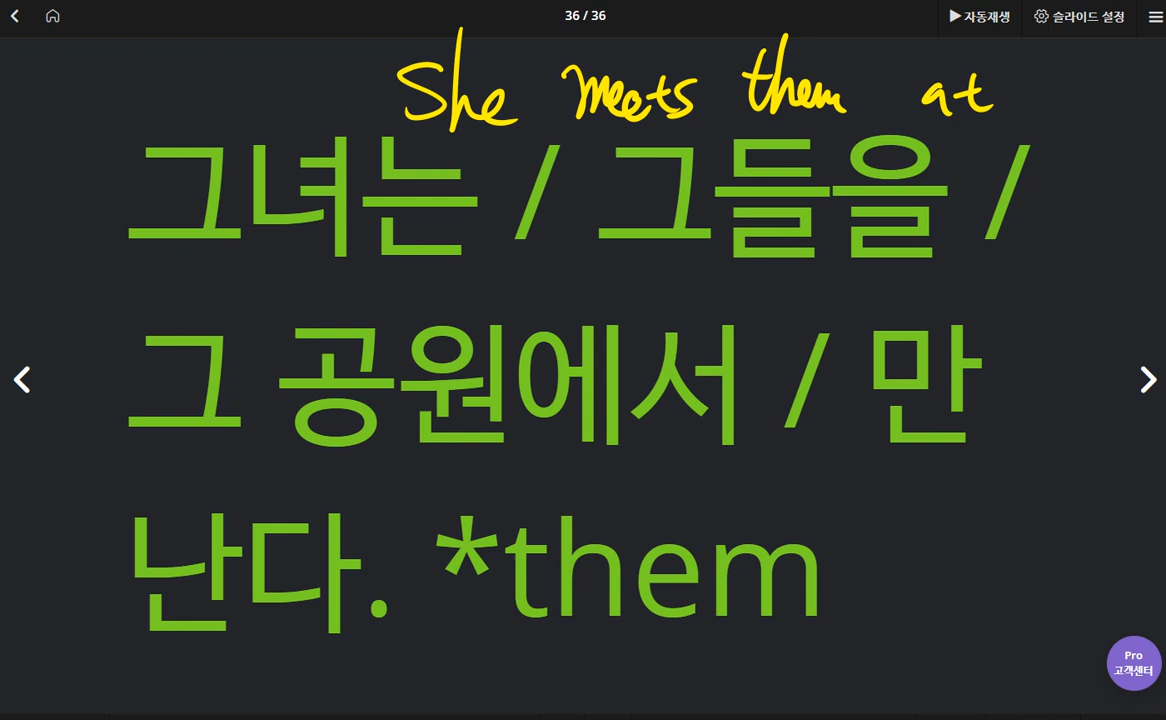 36 / 36
▶ 자동재생
슬라이드 설정
She meets them at
그녀는 / 그들을 /
그 공원에서 / 만
난다. *them
Pro
고객센터